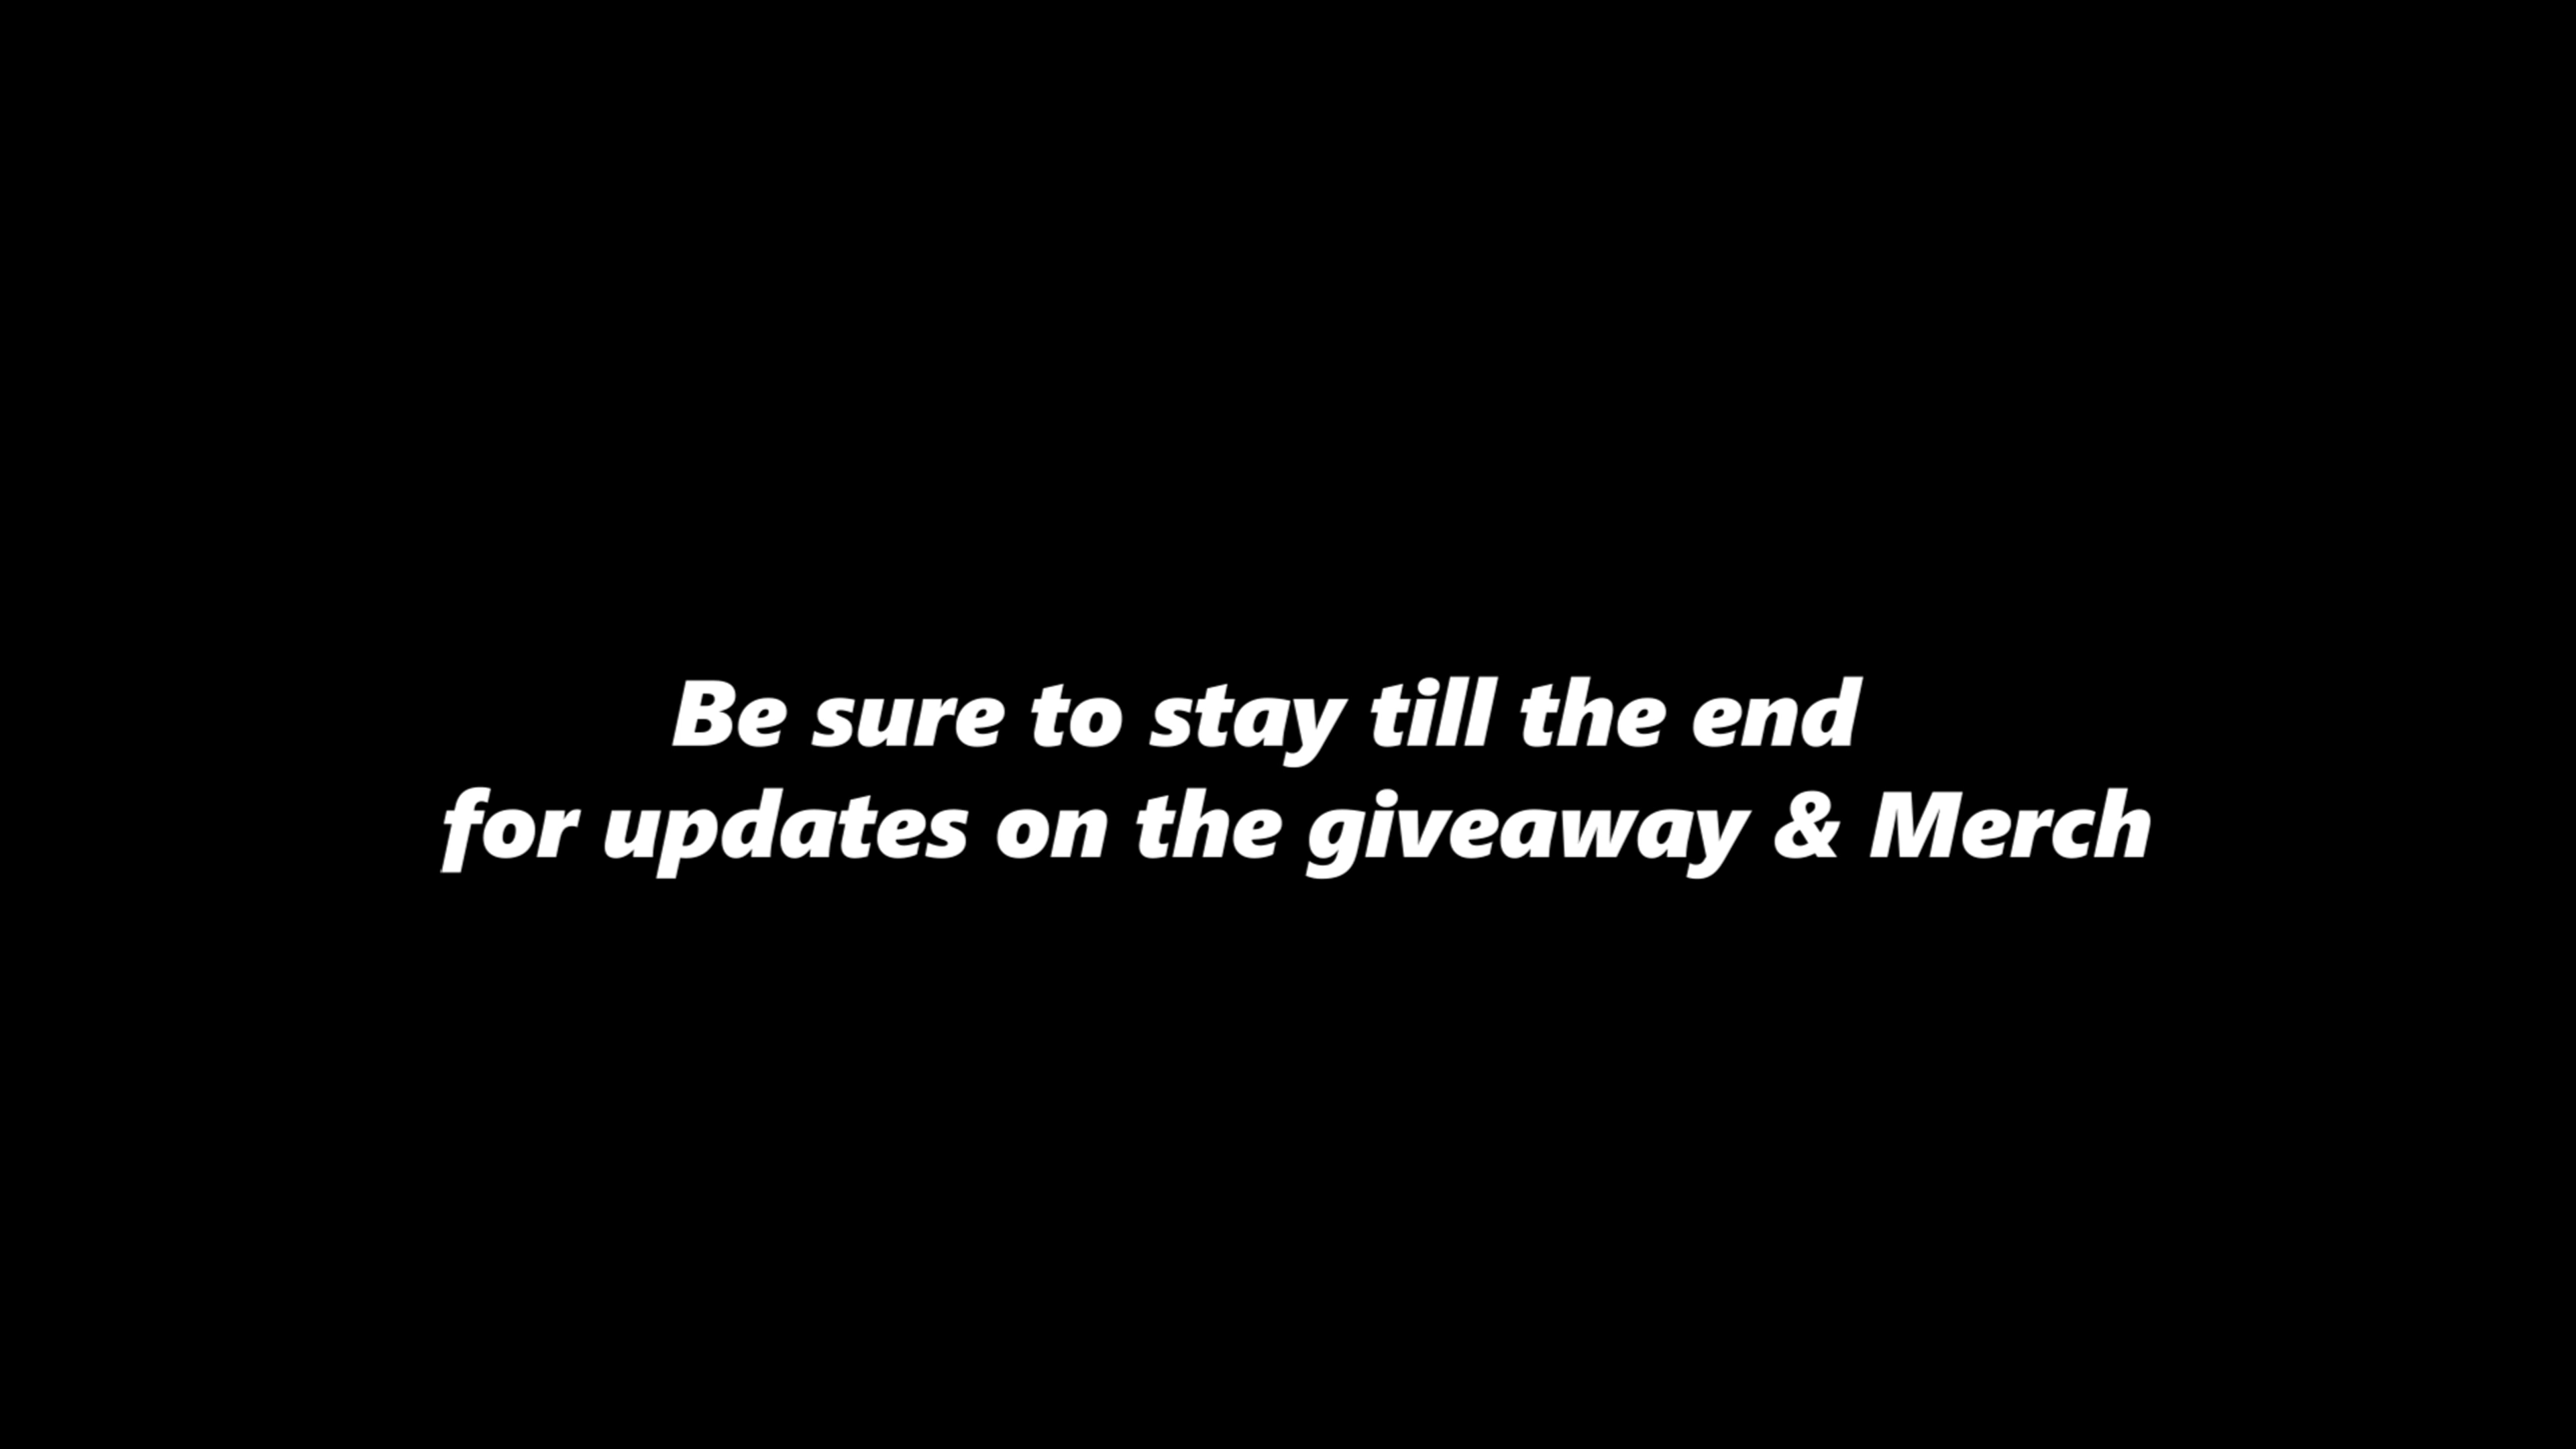 Be sure to stay till the end
for updates on the giveaway & Merch